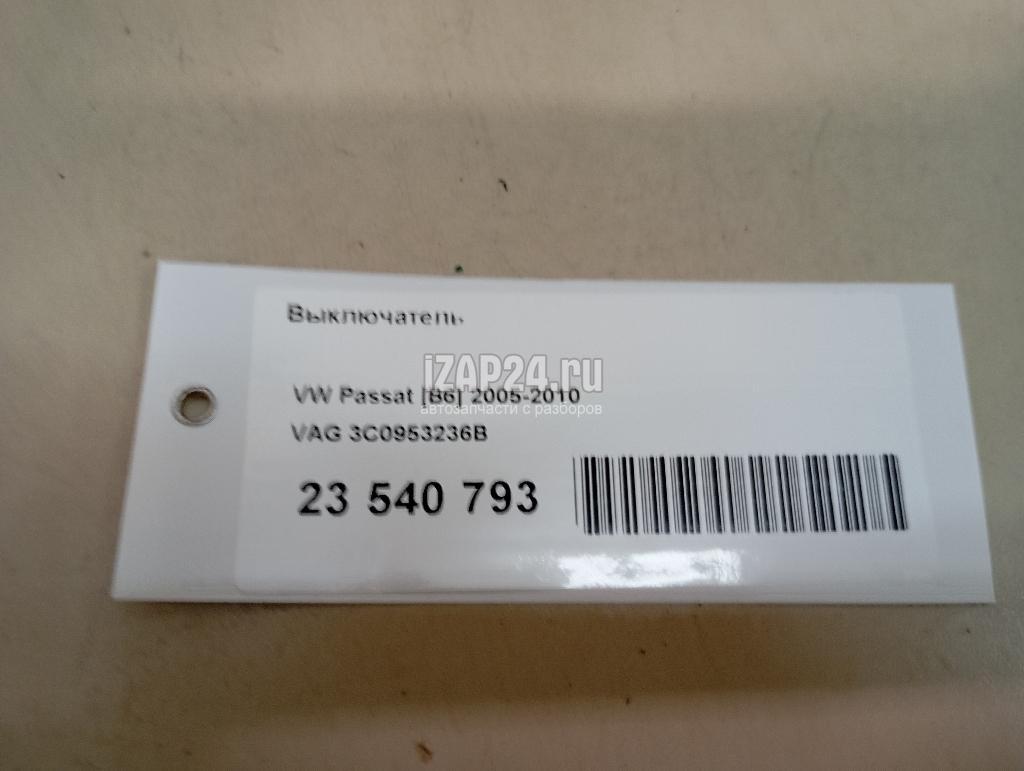 Выключатель
iZAP24.ru
VW Passat [B6] 2005-2010
автозапчасти с разборов
VAG 3C0953236B
23 540 793